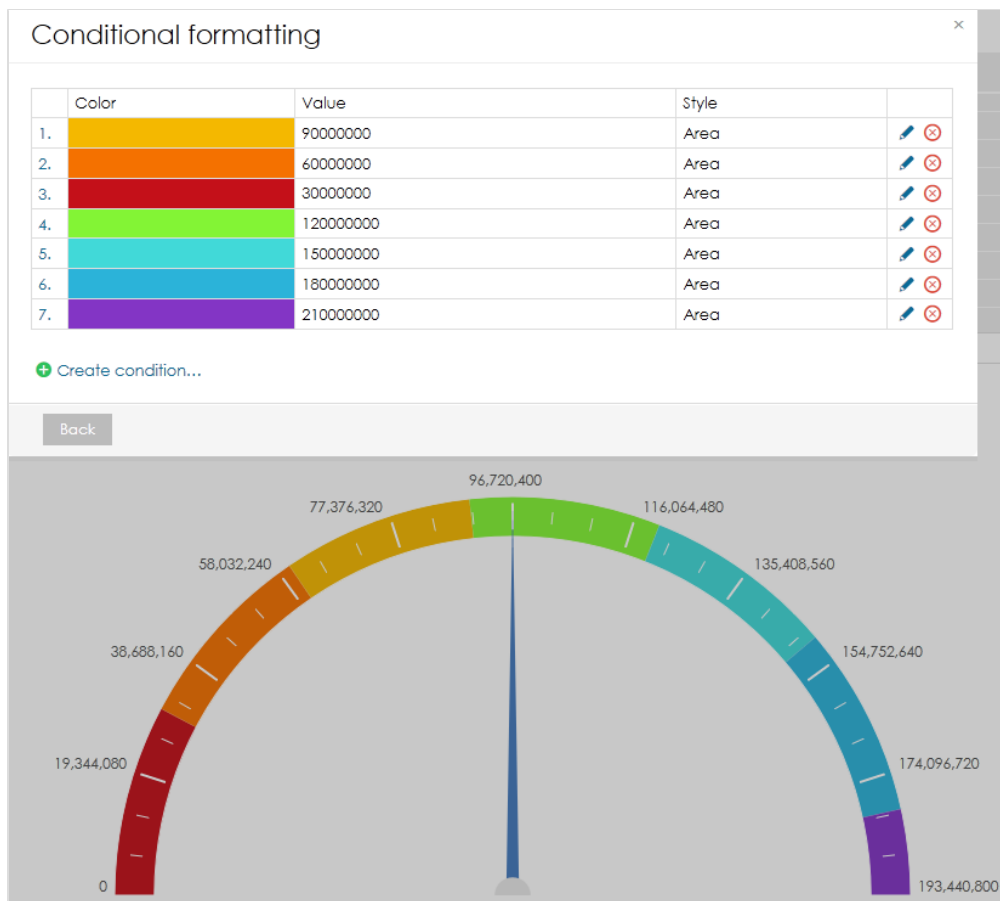 Conditional formatting
×
Color Value Style
1. 90000000 Area
2. 60000000 Area
3. 30000000 Area
4. 120000000 Area
5. 150000000 Area
6. 180000000 Area
7. 210000000 Area
Create condition...
Back
96,720,400
77,376,320 116,064,480
58,032,240 135,408,560
38,688,160 154,752,640
19,344,080 174,096,720
0 193,440,800